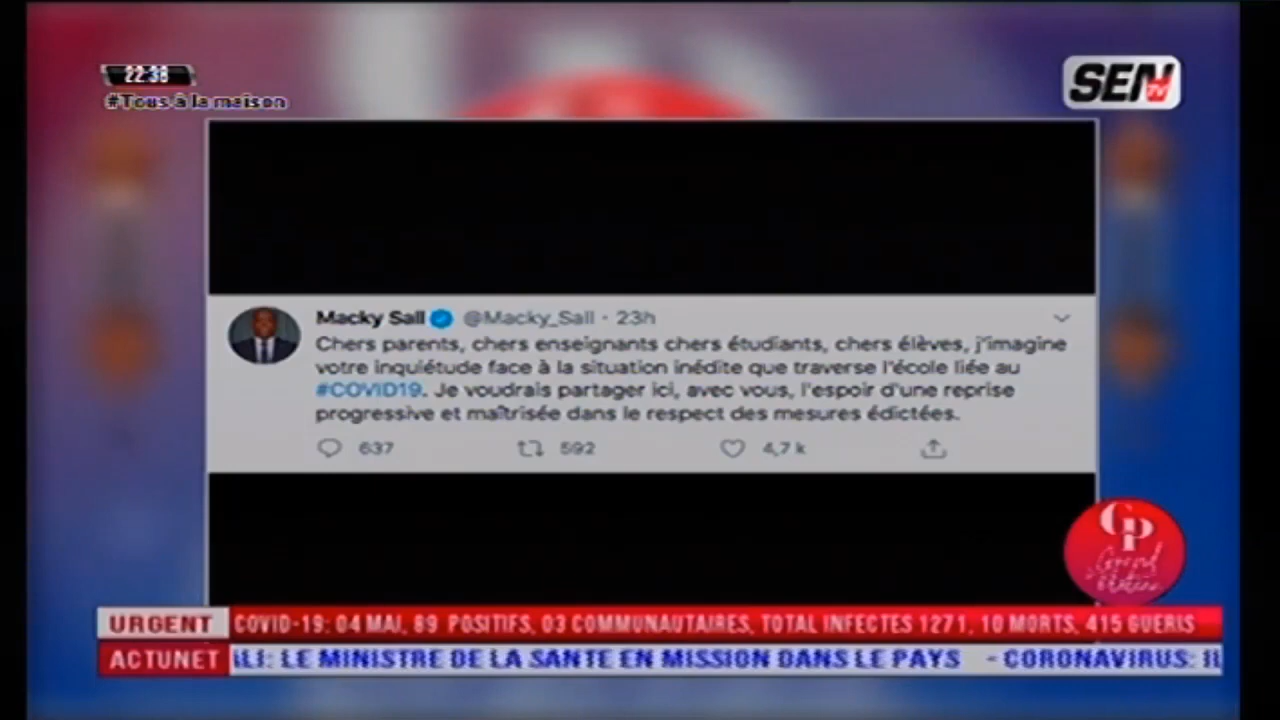 22:38
#Tous à la maison
SEN TV
Macky Sall @Macky_Sall · 23h
Chers parents, chers enseignants chers étudiants, chers élèves, j'imagine
votre inquiétude face à la situation inédite que traverse l'école liée au
#COVID19. Je voudrais partager ici, avec vous, l'espoir d'une reprise
progressive et maîtrisée dans le respect des mesures édictées.
637 592 4,7 k
GP
Grand
URGENT COVID-19: 04 MAI, 89 POSITIFS, 03 COMMUNAUTAIRES, TOTAL INFECTES 1271, 10 MORTS, 415 GUERIS
ACTUNET ALI: LE MINISTRE DE LA SANTE EN MISSION DANS LE PAYS - CORONAVIRUS: IL